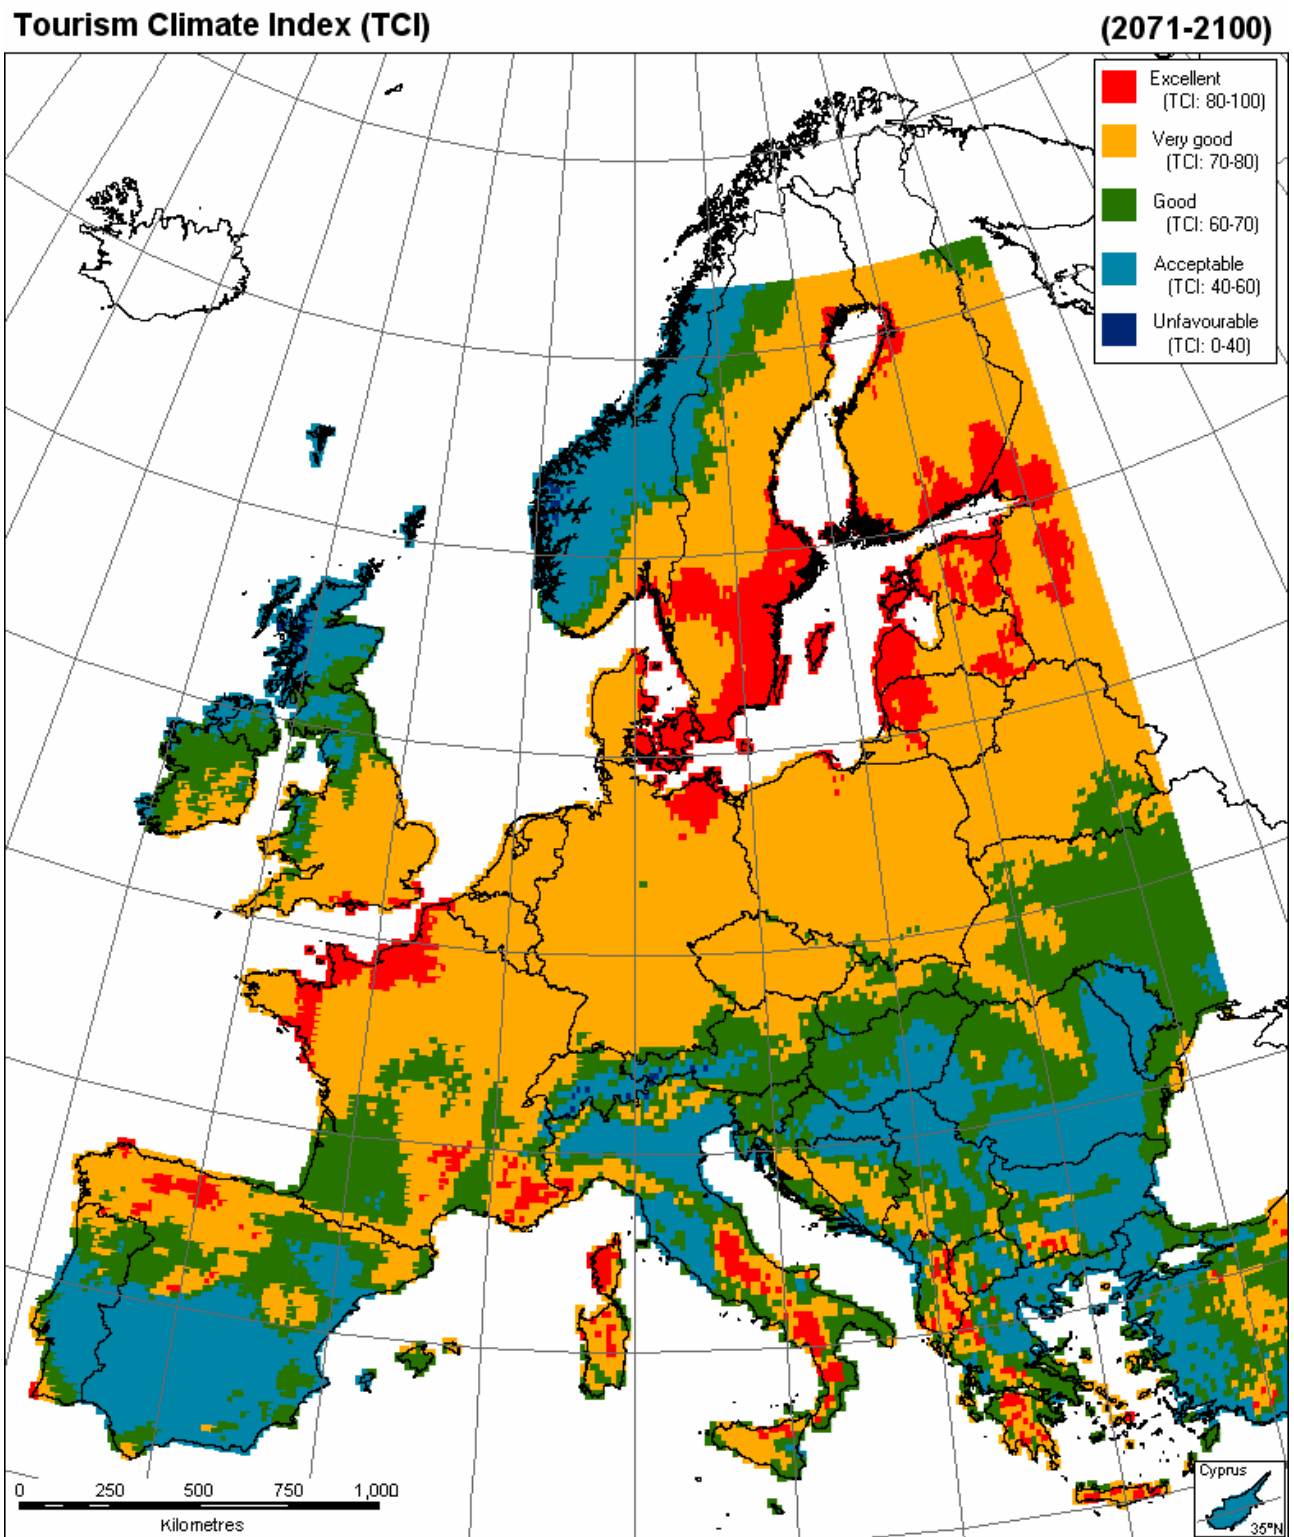 Tourism Climate Index (TCI)
(2071-2100)
Excellent
(TCI: 80-100)
Very good
(TCI: 70-80)
Good
(TCI: 60-70)
Acceptable
(TCI: 40-60)
Unfavourable
(TCI: 0-40)
0 250 500 750 1,000
Kilometres
Cyprus
35°N